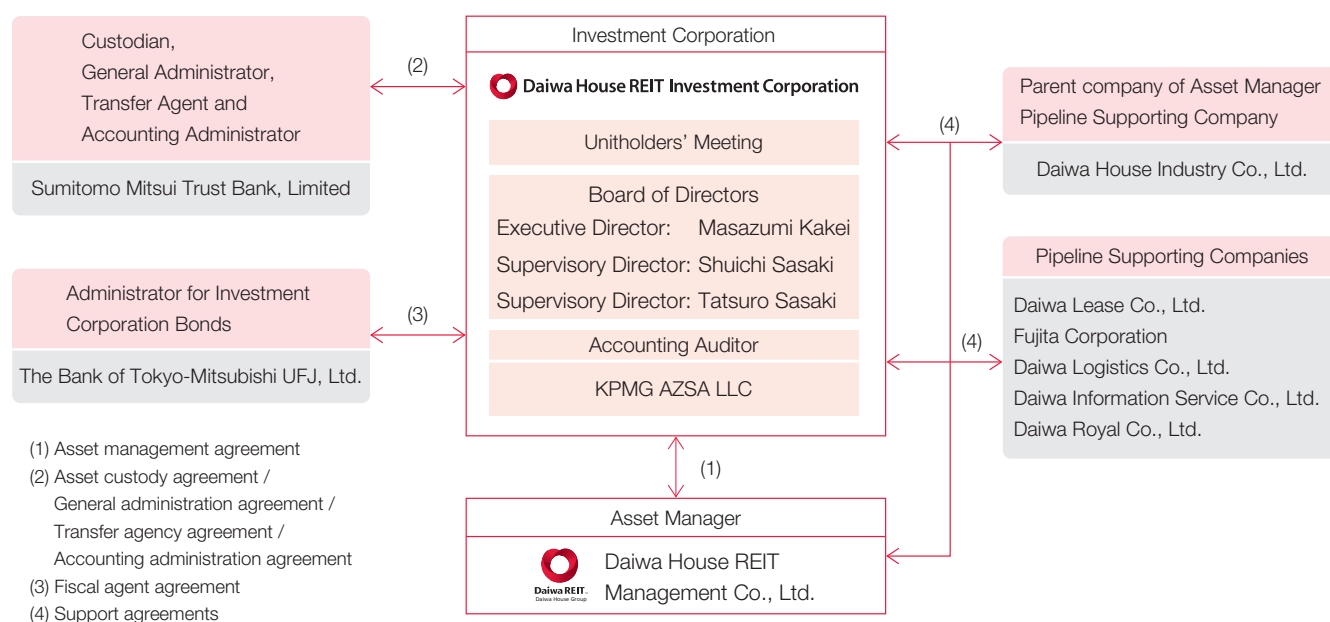 Custodian,
General Administrator,
Transfer Agent and
Accounting Administrator
Sumitomo Mitsui Trust Bank, Limited
(2)
Administrator for Investment
Corporation Bonds
The Bank of Tokyo-Mitsubishi UFJ, Ltd.
(3)
(1) Asset management agreement
(2) Asset custody agreement /
General administration agreement /
Transfer agency agreement /
Accounting administration agreement
(3) Fiscal agent agreement
(4) Support agreements
Investment Corporation
Daiwa House REIT Investment Corporation
Unitholders' Meeting
Board of Directors
Executive Director: Masazumi Kakei
Supervisory Director: Shuichi Sasaki
Supervisory Director: Tatsuro Sasaki
Accounting Auditor
KPMG AZSA LLC
(1)
Asset Manager
Daiwa REIT
Daiwa House Group
Daiwa House REIT
Management Co., Ltd.
(4)
Parent company of Asset Manager
Pipeline Supporting Company
Daiwa House Industry Co., Ltd.
(4)
Pipeline Supporting Companies
Daiwa Lease Co., Ltd.
Fujita Corporation
Daiwa Logistics Co., Ltd.
Daiwa Information Service Co., Ltd.
Daiwa Royal Co., Ltd.